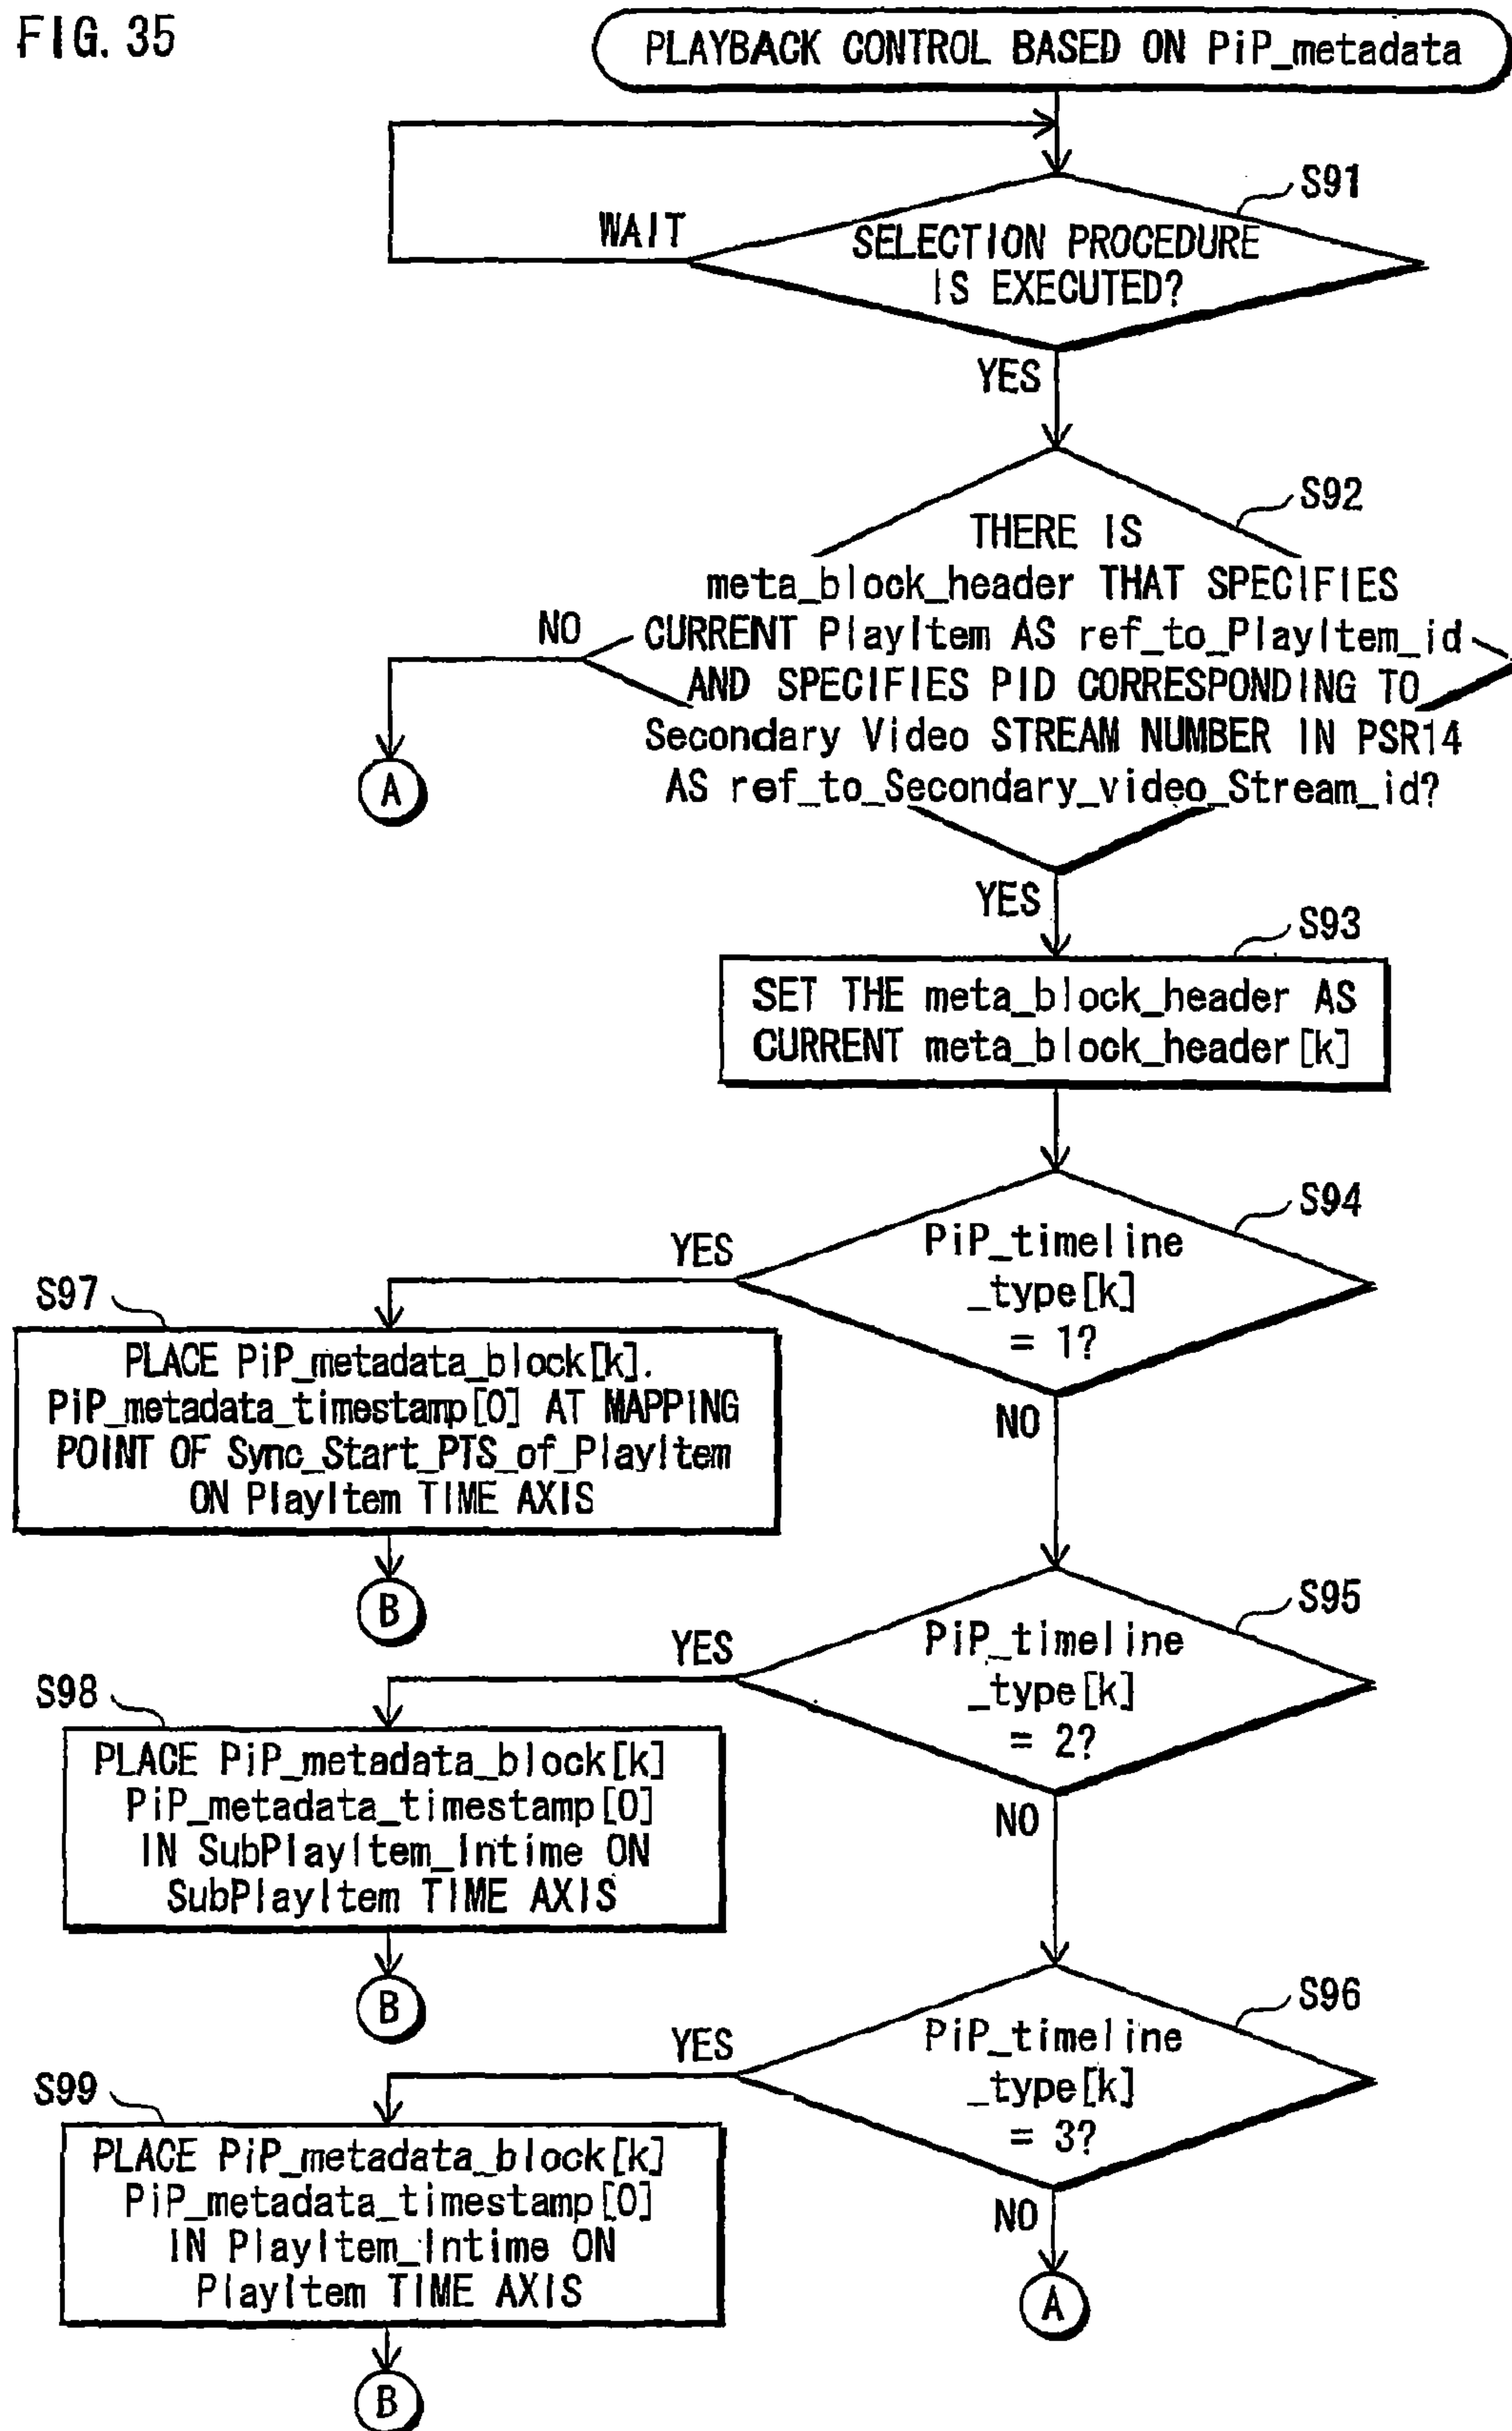 FIG. 35
PLAYBACK CONTROL BASED ON PiP_metadata
S91
WAIT
SELECTION PROCEDURE
IS EXECUTED?
YES
S92
THERE IS
meta_block_header THAT SPECIFIES
NO
CURRENT PlayItem AS ref_to_PlayItem_id
AND SPECIFIES PID CORRESPONDING TO
Secondary Video STREAM NUMBER IN PSR14
AS ref_to_Secondary_video_Stream_id?
A
YES
S93
SET THE meta_block_header AS
CURRENT meta_block_header[k]
S94
YES
PiP_timeline
_type[k]
= 1?
NO
S97
PLACE PiP_metadata_block[k].
PiP_metadata_timestamp[0] AT MAPPING
POINT OF Sync_Start_PTS_of_PlayItem
ON PlayItem TIME AXIS
B
S95
YES
PiP_timeline
_type[k]
= 2?
NO
S98
PLACE PiP_metadata_block[k]
PiP_metadata_timestamp[0]
IN SubPlayItem_Intime ON
SubPlayItem TIME AXIS
B
S96
YES
PiP_timeline
_type[k]
= 3?
NO
S99
PLACE PiP_metadata_block[k]
PiP_metadata_timestamp[0]
IN PlayItem_Intime ON
PlayItem TIME AXIS
A
B